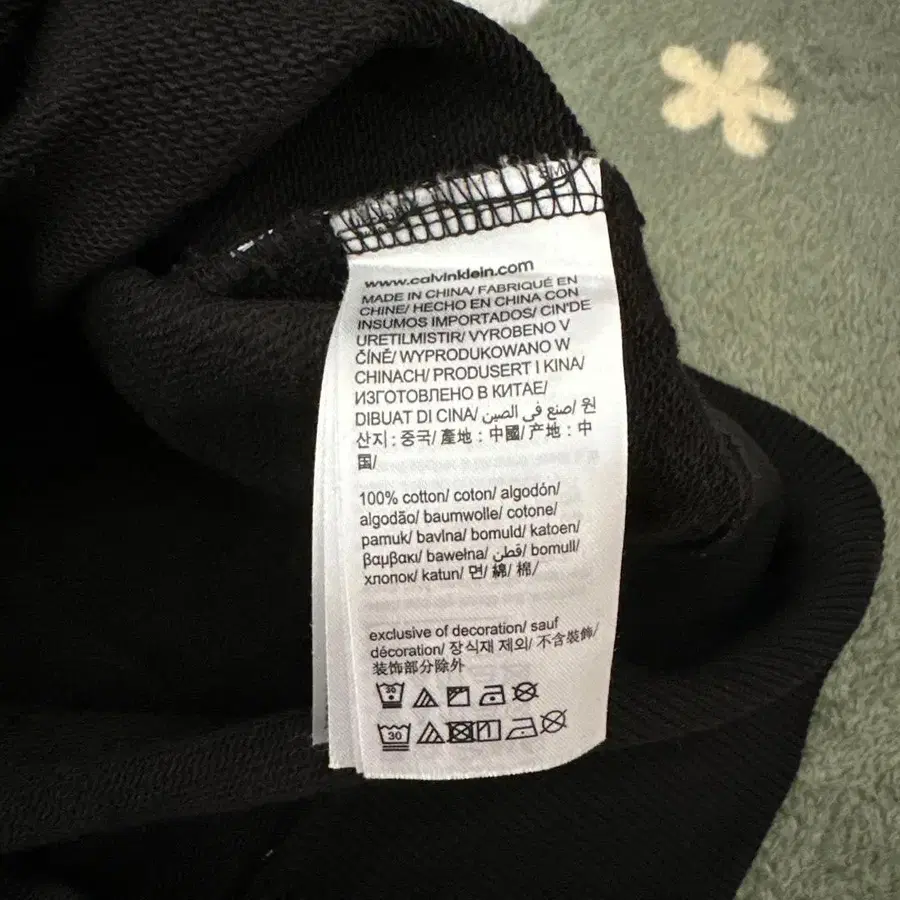 www.calvinklein.com
MADE IN CHINA/ FABRIQUÉ EN
CHINE/ HECHO EN CHINA CON
INSUMOS IMPORTADOS/ CIN'DE
URETILMISTIR/ VYROBENO V
ČÍNĚ/ WYPRODUKOWANO W
CHINACH/ PRODUSERT I KINA/
ИЗГОТОВЛЕНО В КИТАЕ/
DIBUAT DI CINA/ صنع في الصين/ 원
산지 : 중국/ 產地 : 中國/ 产地 : 中
国/
100% cotton/ coton/ algodón/
algodão/ baumwolle/ cotone/
pamuk/ bavlna/ bomuld/ katoen/
βαμβακι/ bawełna/ قطن/ bomull/
хлопок/ katun/ 면/ 綿/ 棉/
exclusive of decoration/ sauf
décoration/ 장식재 제외/ 不含裝飾/
装饰部分除外
30
30